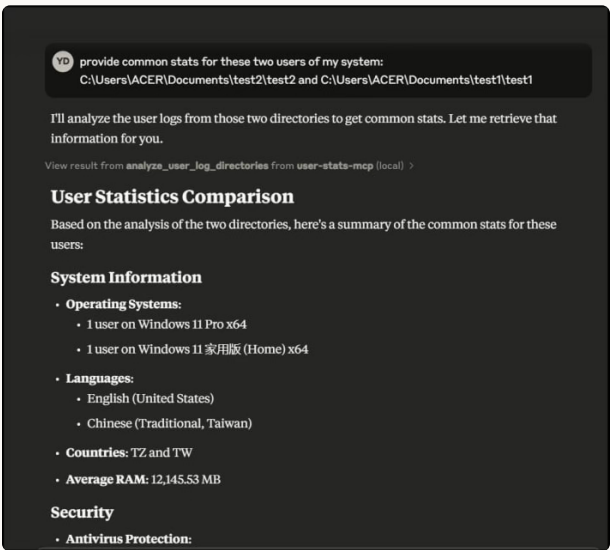 YD provide common stats for these two users of my system:
C:\Users\ACER\Documents\test2\test2 and C:\Users\ACER\Documents\test1\test1
I'll analyze the user logs from those two directories to get common stats. Let me retrieve that
information for you.
View result from analyze_user_log_directories from user-stats-mcp (local) >
User Statistics Comparison
Based on the analysis of the two directories, here's a summary of the common stats for these
users:
System Information
• Operating Systems:
• 1 user on Windows 11 Pro x64
• 1 user on Windows 11 家用版 (Home) x64
• Languages:
• English (United States)
• Chinese (Traditional, Taiwan)
• Countries: TZ and TW
• Average RAM: 12,145.53 MB
Security
• Antivirus Protection: